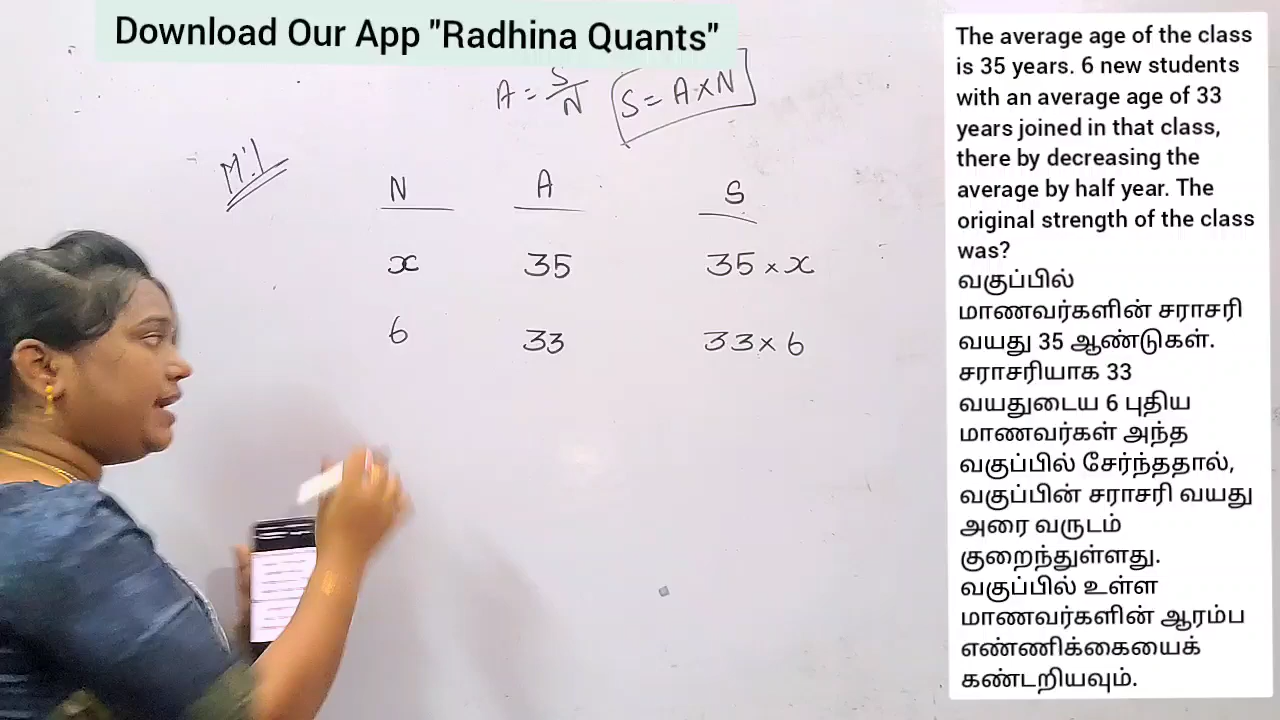 Download Our App "Radhina Quants"
A = S/N S = A×N
M:1
N A S
x 35 35 × x
6 33 33 × 6
The average age of the class
is 35 years. 6 new students
with an average age of 33
years joined in that class,
there by decreasing the
average by half year. The
original strength of the class
was?
வகுப்பில்
மாணவர்களின் சராசரி
வயது 35 ஆண்டுகள்.
சராசரியாக 33
வயதுடைய 6 புதிய
மாணவர்கள் அந்த
வகுப்பில் சேர்ந்ததால்,
வகுப்பின் சராசரி வயது
அரை வருடம்
குறைந்துள்ளது.
வகுப்பில் உள்ள
மாணவர்களின் ஆரம்ப
எண்ணிக்கையைக்
கண்டறியவும்.